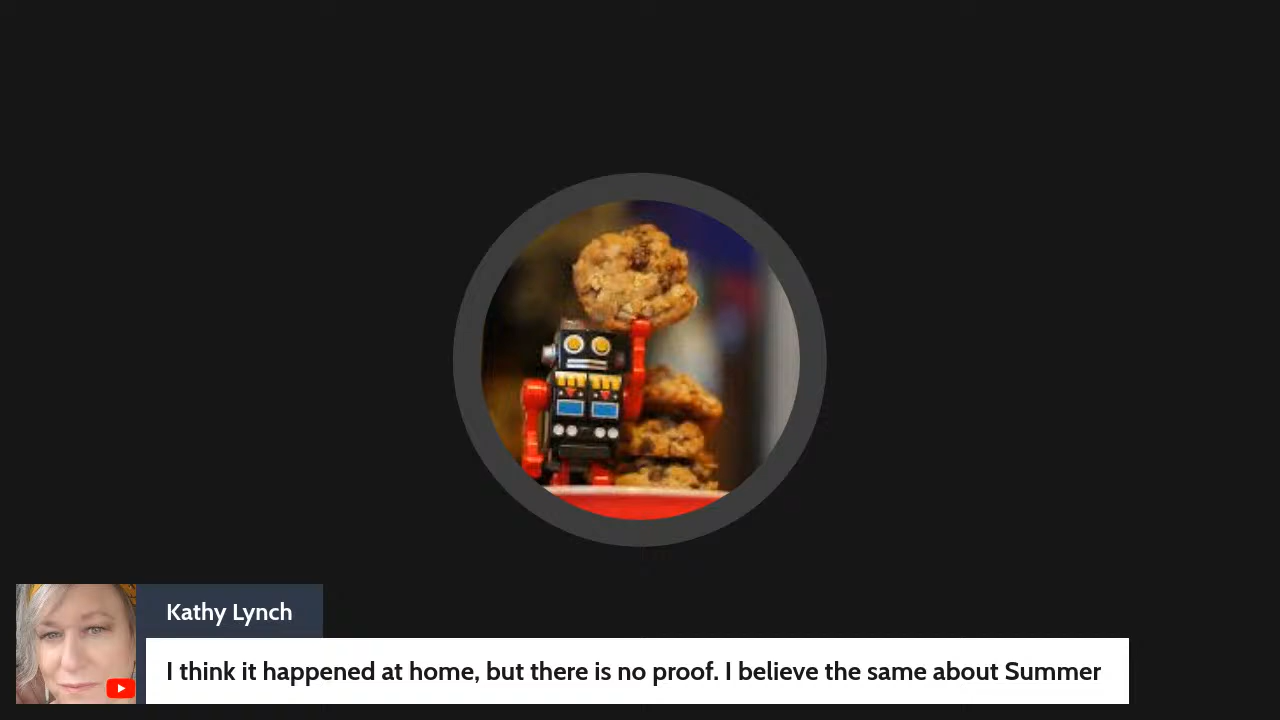 Kathy Lynch
I think it happened at home, but there is no proof. I believe the same about Summer